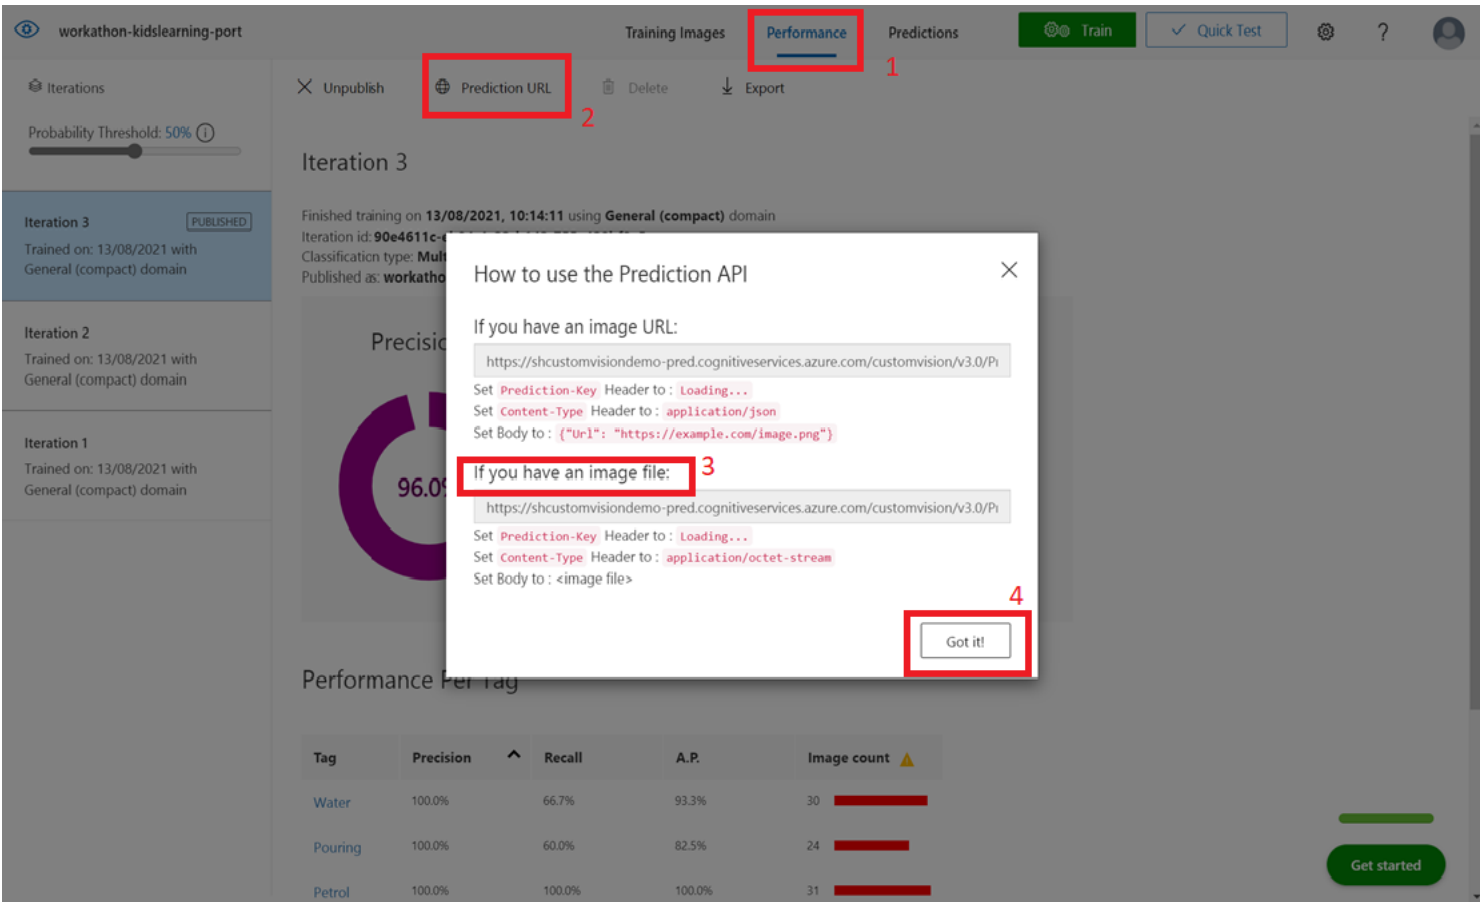 workathon-kidslearning-port
Training Images
Performance
Predictions
Train
Quick Test
?
1
Iterations
Unpublish
Prediction URL
Delete
Export
2
Probability Threshold: 50% i
Iteration 3
Finished training on 13/08/2021, 10:14:11 using General (compact) domain
Iteration id: 90e4611c-e
Classification type: Mult
Published as: workatho
Iteration 3
PUBLISHED
Trained on: 13/08/2021 with
General (compact) domain
Iteration 2
Trained on: 13/08/2021 with
General (compact) domain
Iteration 1
Trained on: 13/08/2021 with
General (compact) domain
Precisio
96.0%
How to use the Prediction API
If you have an image URL:
https://shcustomvisiondemo-pred.cognitiveservices.azure.com/customvision/v3.0/Pr
Set Prediction-Key Header to : Loading...
Set Content-Type Header to : application/json
Set Body to : {"Url": "https://example.com/image.png"}
If you have an image file:
3
https://shcustomvisiondemo-pred.cognitiveservices.azure.com/customvision/v3.0/Pr
Set Prediction-Key Header to : Loading...
Set Content-Type Header to : application/octet-stream
Set Body to : <image file>
4
Got it!
Performance Per Tag
Tag Precision Recall A.P. Image count
Water 100.0% 66.7% 93.3% 30
Pouring 100.0% 60.0% 82.5% 24
Petrol 100.0% 100.0% 100.0% 31
Get started